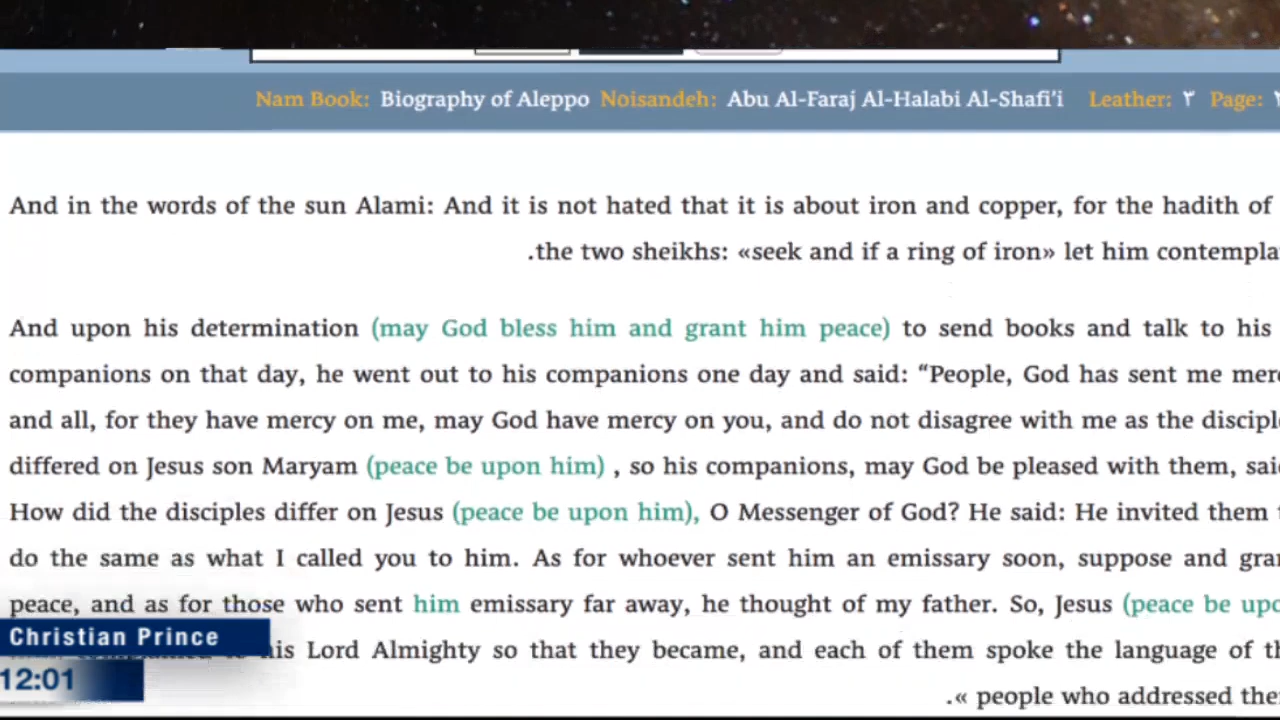 Nam Book: Biography of Aleppo Noisandeh: Abu Al-Faraj Al-Halabi Al-Shafi'i Leather: ٣ Page:
And in the words of the sun Alami: And it is not hated that it is about iron and copper, for the hadith of
.the two sheikhs: «seek and if a ring of iron» let him
And upon his determination (may God bless him and grant him peace) to send books and talk to his
companions on that day, he went out to his companions one day and said: “People, God has sent me
and all, for they have mercy on me, may God have mercy on you, and do not disagree with me as the
differed on Jesus son Maryam (peace be upon him) , so his companions, may God be pleased with them,
How did the disciples differ on Jesus (peace be upon him), O Messenger of God? He said: He invited them
do the same as what I called you to him. As for whoever sent him an emissary soon, suppose and
peace, and as for those who sent him emissary far away, he thought of my father. So, Jesus (peace be
his Lord Almighty so that they became, and each of them spoke the language of
.« people who addressed
Christian Prince
12:01